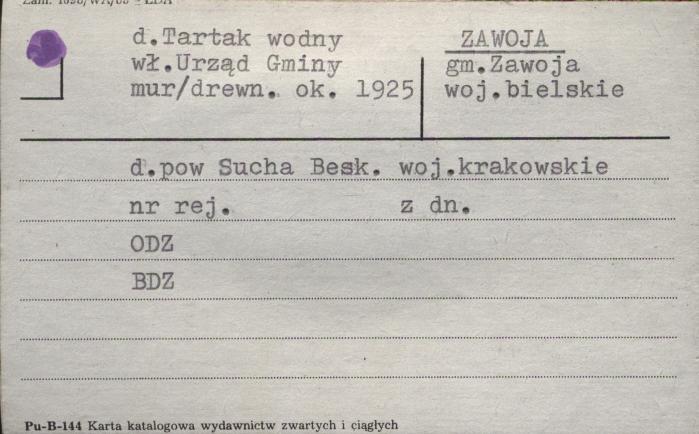 d.Tartak wodny
wł.Urząd Gminy
mur/drewn. ok. 1925
ZAWOJA
gm.Zawoja
woj.bielskie
d.pow Sucha Besk. woj.krakowskie
nr rej. z dn.
ODZ
BDZ
Pu-B-144 Karta katalogowa wydawnictw zwartych i ciągłych